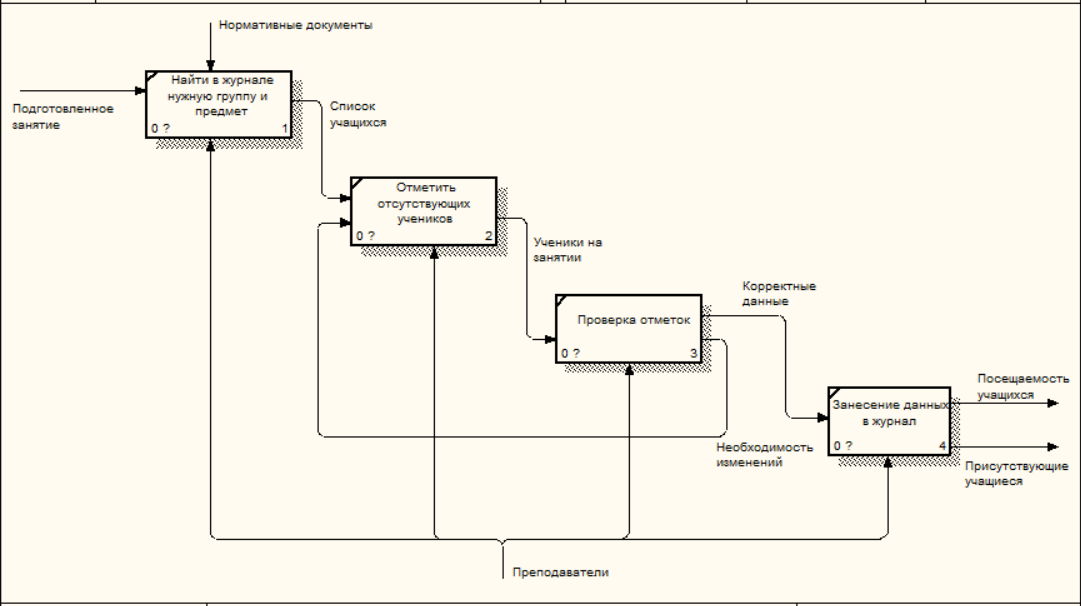 Нормативные документы
Найти в журнале
нужную группу и
предмет
0 ?
1
Подготовленное
занятие
Список
учащихся
Отметить
отсутствующих
учеников
0 ?
2
Ученики на
занятии
Проверка отметок
0 ?
3
Корректные
данные
Необходимость
изменений
Занесение данных
в журнал
0 ?
4
Посещаемость
учащихся
Присутствующие
учащиеся
Преподаватели